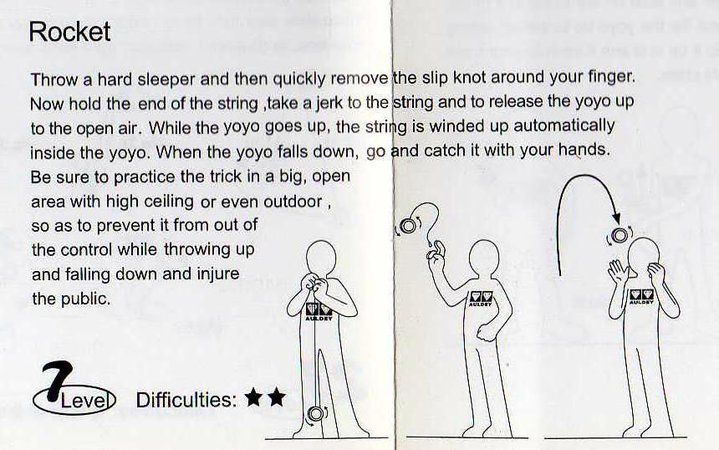 Rocket
Throw a hard sleeper and then quickly remove the slip knot around your finger.
Now hold the end of the string ,take a jerk to the string and to release the yoyo up
to the open air. While the yoyo goes up, the string is winded up automatically
inside the yoyo. When the yoyo falls down, go and catch it with your hands.
Be sure to practice the trick in a big, open
area with high ceiling or even outdoor ,
so as to prevent it from out of
the control while throwing up
and falling down and injure
the public.
AULDEY
AULDEY
AULDEY
7
Level
Difficulties: ★★